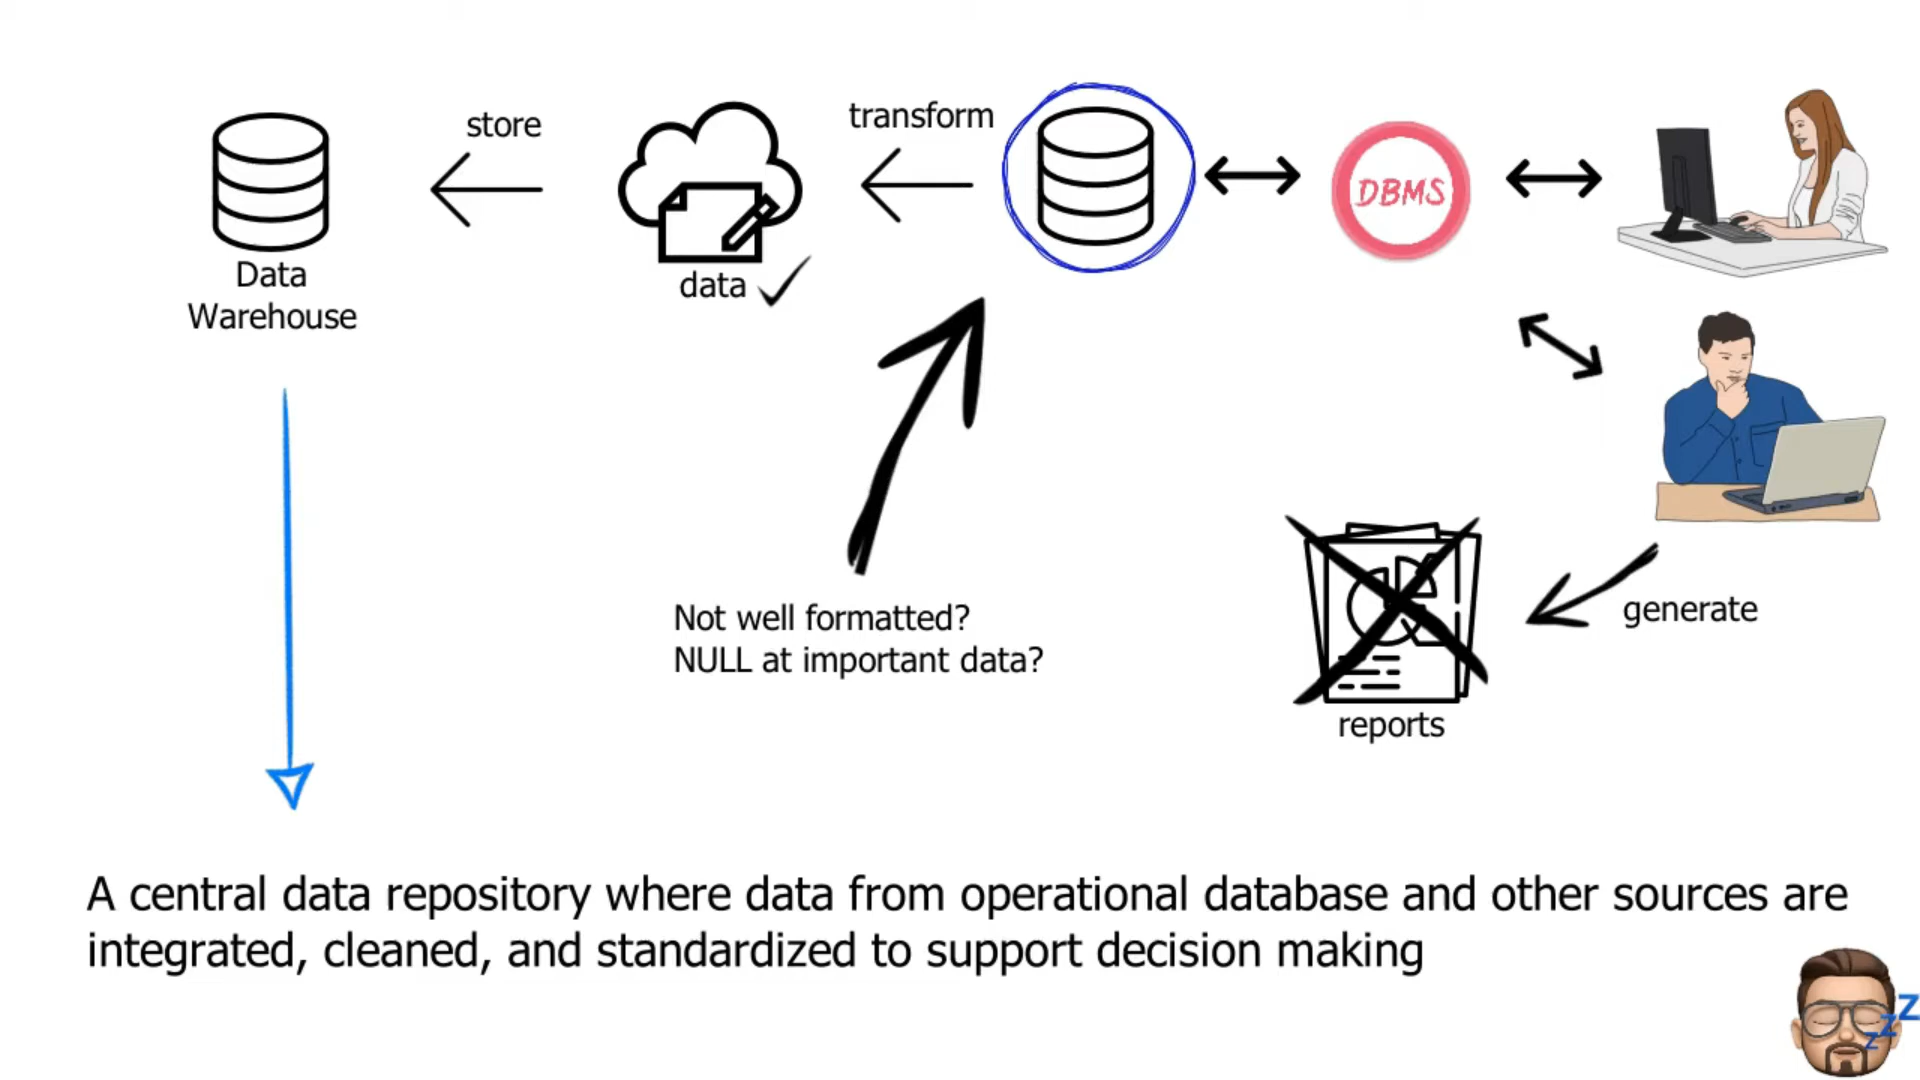 store
transform
DBMS
data
Data
Warehouse
Not well formatted?
NULL at important data?
generate
reports
A central data repository where data from operational database and other sources are
integrated, cleaned, and standardized to support decision making
z z Z